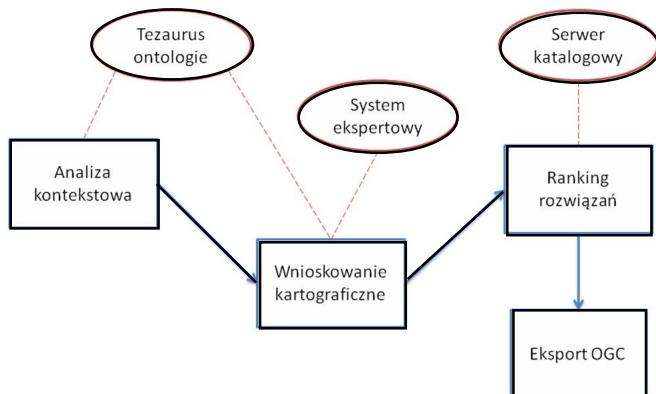 Tezaurus
ontologie
Serwer
katalogowy
System
ekspertowy
Analiza
kontekstowa
Ranking
rozwiązań
Wnioskowanie
kartograficzne
Eksport OGC